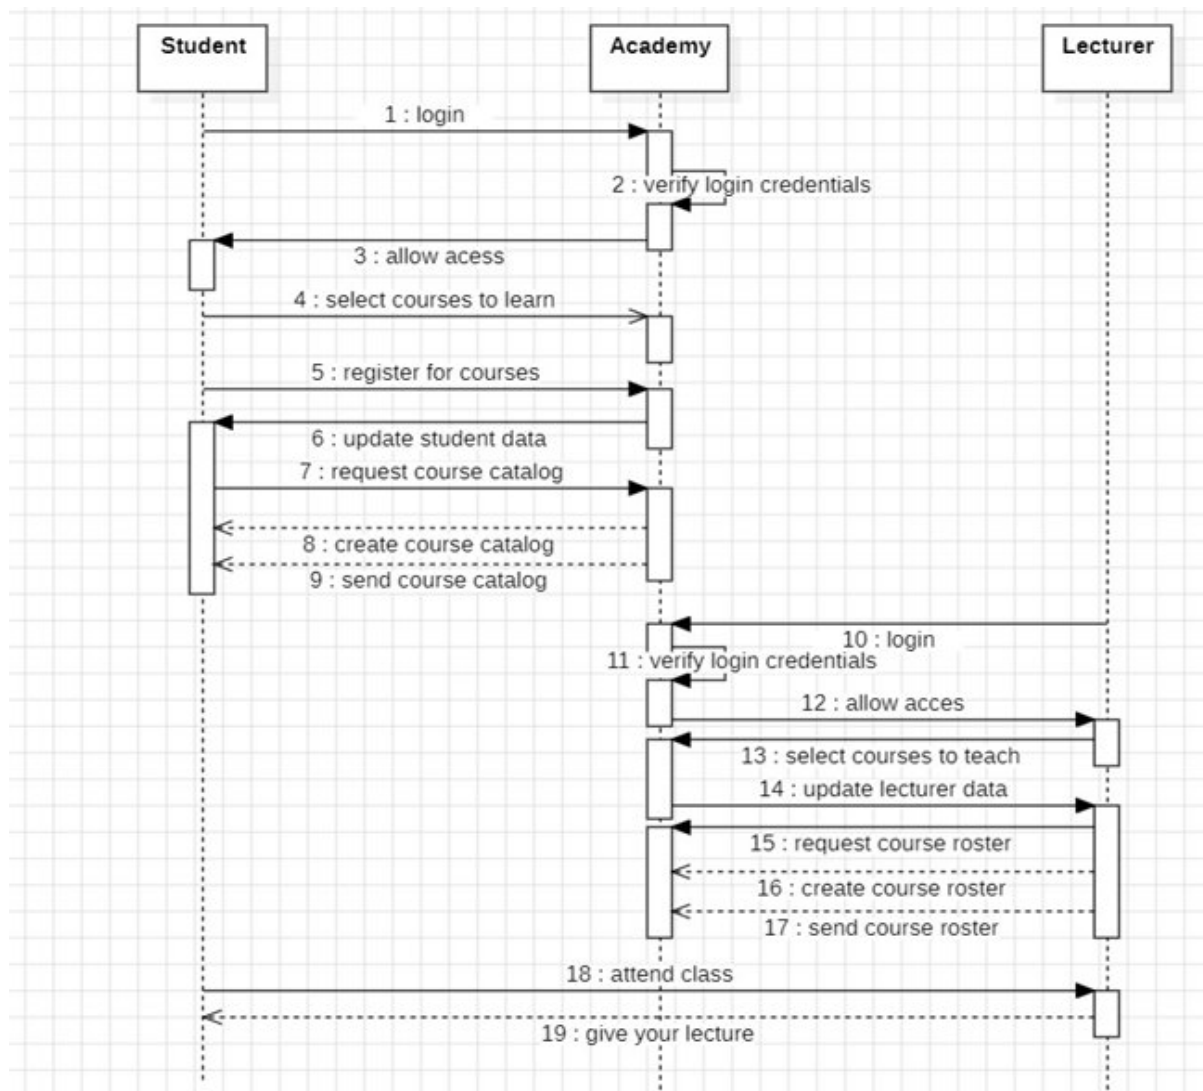 Student
Academy
Lecturer
1 : login
2 : verify login credentials
3 : allow acess
4 : select courses to learn
5 : register for courses
6 : update student data
7 : request course catalog
8 : create course catalog
9 : send course catalog
10 : login
11 : verify login credentials
12 : allow acces
13 : select courses to teach
14 : update lecturer data
15 : request course roster
16 : create course roster
17 : send course roster
18 : attend class
19 : give your lecture